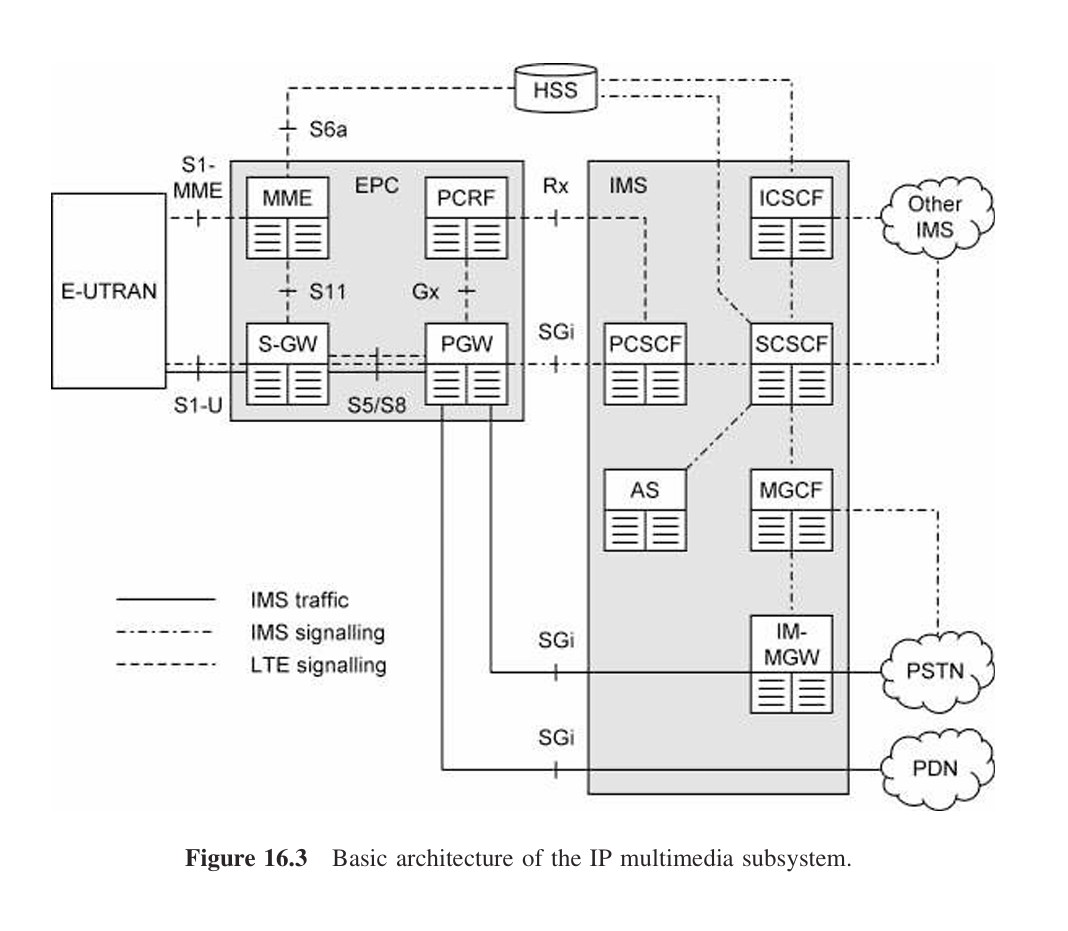 HSS
S6a
S1-
MME
MME
EPC
PCRF
Rx
IMS
ICSCF
Other
IMS
E-UTRAN
S11
Gx
S-GW
PGW
SGi
PCSCF
SCSCF
S1-U
S5/S8
AS
MGCF
IMS traffic
IMS signalling
LTE signalling
SGi
IM-
MGW
PSTN
SGi
PDN
Figure 16.3 Basic architecture of the IP multimedia subsystem.